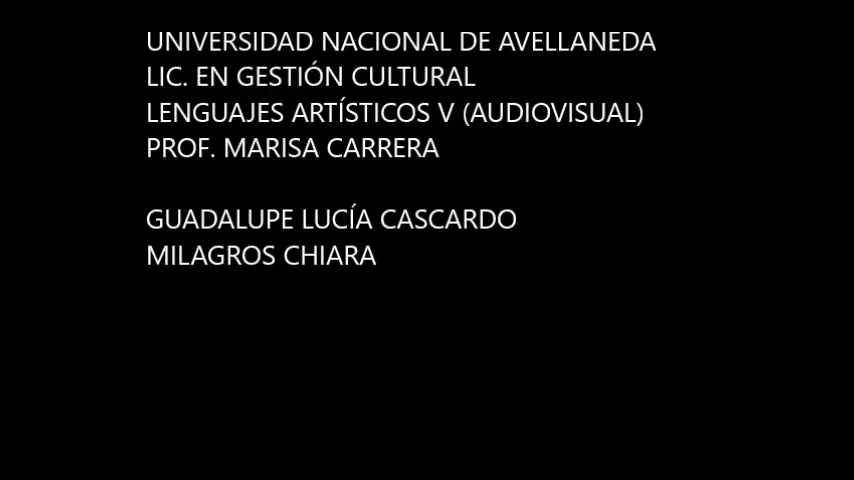 UNIVERSIDAD NACIONAL DE AVELLANEDA
LIC. EN GESTIÓN CULTURAL
LENGUAJES ARTÍSTICOS V (AUDIOVISUAL)
PROF. MARISA CARRERA
GUADALUPE LUCÍA CASCARDO
MILAGROS CHIARA